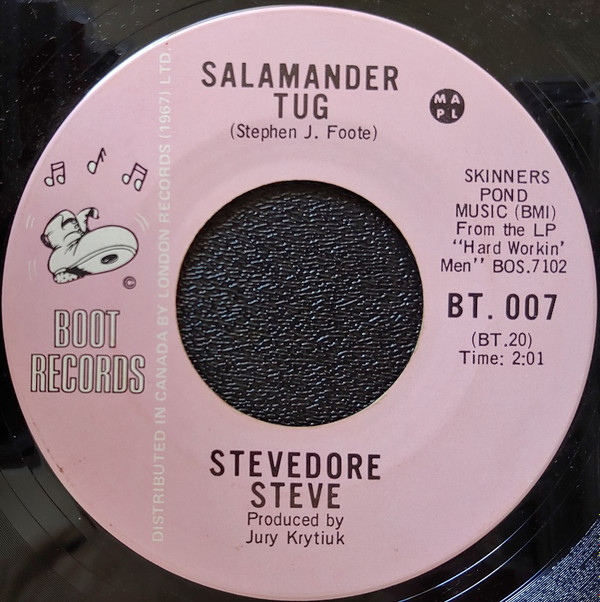 SALAMANDER
TUG
(Stephen J. Foote)
MA
PL
SKINNERS
POND
MUSIC (BMI)
From the LP
"Hard Workin'
Men" BOS.7102
BT. 007
(BT.20)
Time: 2:01
©
BOOT
RECORDS
DISTRIBUTED IN CANADA BY LONDON RECORDS (1967) LTD.
STEVEDORE
STEVE
Produced by
Jury Krytiuk